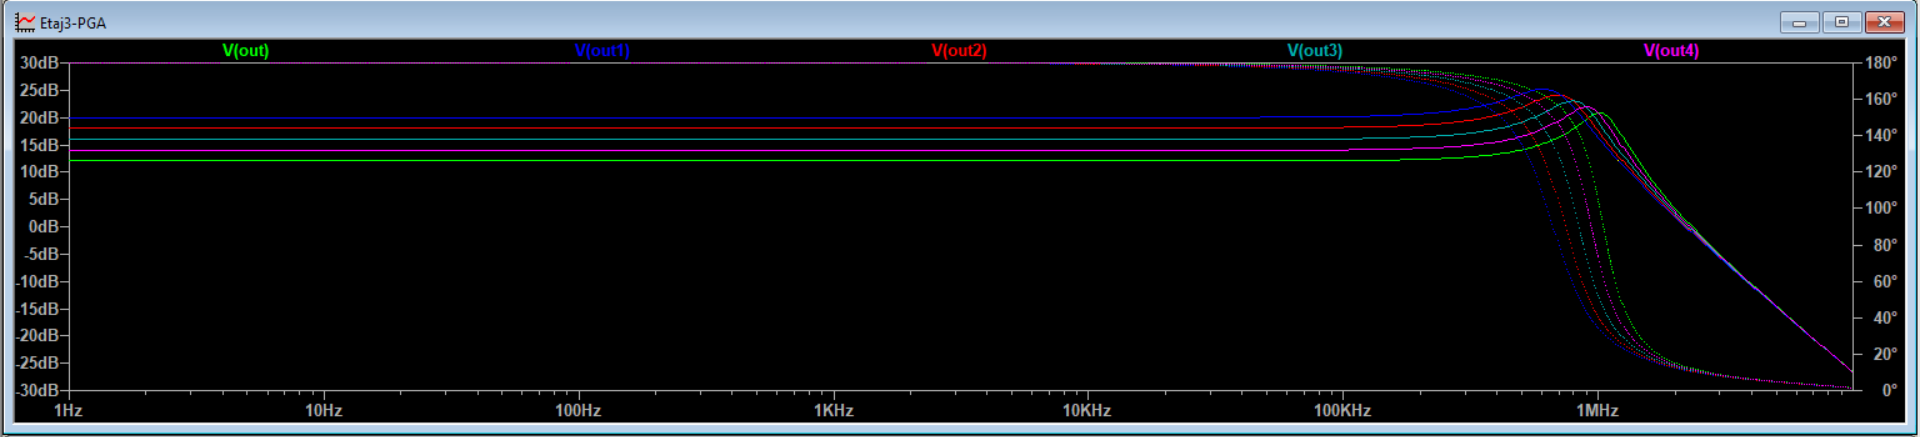 Etaj3-PGA
V(out) V(out1) V(out2) V(out3) V(out4)
30dB 180°
25dB 160°
20dB 140°
15dB 120°
10dB 100°
5dB 80°
0dB 60°
-5dB 40°
-10dB 20°
-15dB 0°
-20dB
-25dB
-30dB
1Hz 10Hz 100Hz 1KHz 10KHz 100KHz 1MHz